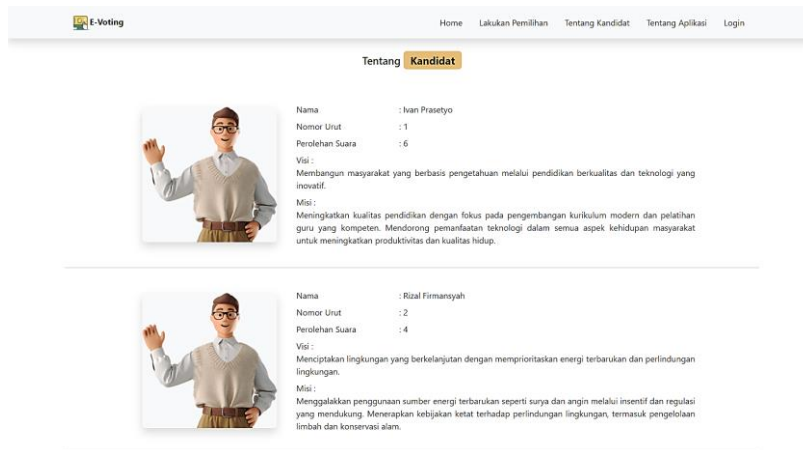 E-Voting
Home Lakukan Pemilihan Tentang Kandidat Tentang Aplikasi Login
Tentang Kandidat
Nama : Ivan Prasetyo
Nomor Urut : 1
Perolehan Suara : 6
Visi :
Membangun masyarakat yang berbasis pengetahuan melalui pendidikan berkualitas dan teknologi yang
inovatif.
Misi :
Meningkatkan kualitas pendidikan dengan fokus pada pengembangan kurikulum modern dan pelatihan
guru yang kompeten. Mendorong pemanfaatan teknologi dalam semua aspek kehidupan masyarakat
untuk meningkatkan produktivitas dan kualitas hidup.
Nama : Rizal Firmansyah
Nomor Urut : 2
Perolehan Suara : 4
Visi :
Menciptakan lingkungan yang berkelanjutan dengan memprioritaskan energi terbarukan dan perlindungan
lingkungan.
Misi :
Menggalakkan penggunaan sumber energi terbarukan seperti surya dan angin melalui insentif dan regulasi
yang mendukung. Menerapkan kebijakan ketat terhadap perlindungan lingkungan, termasuk pengelolaan
limbah dan konservasi alam.